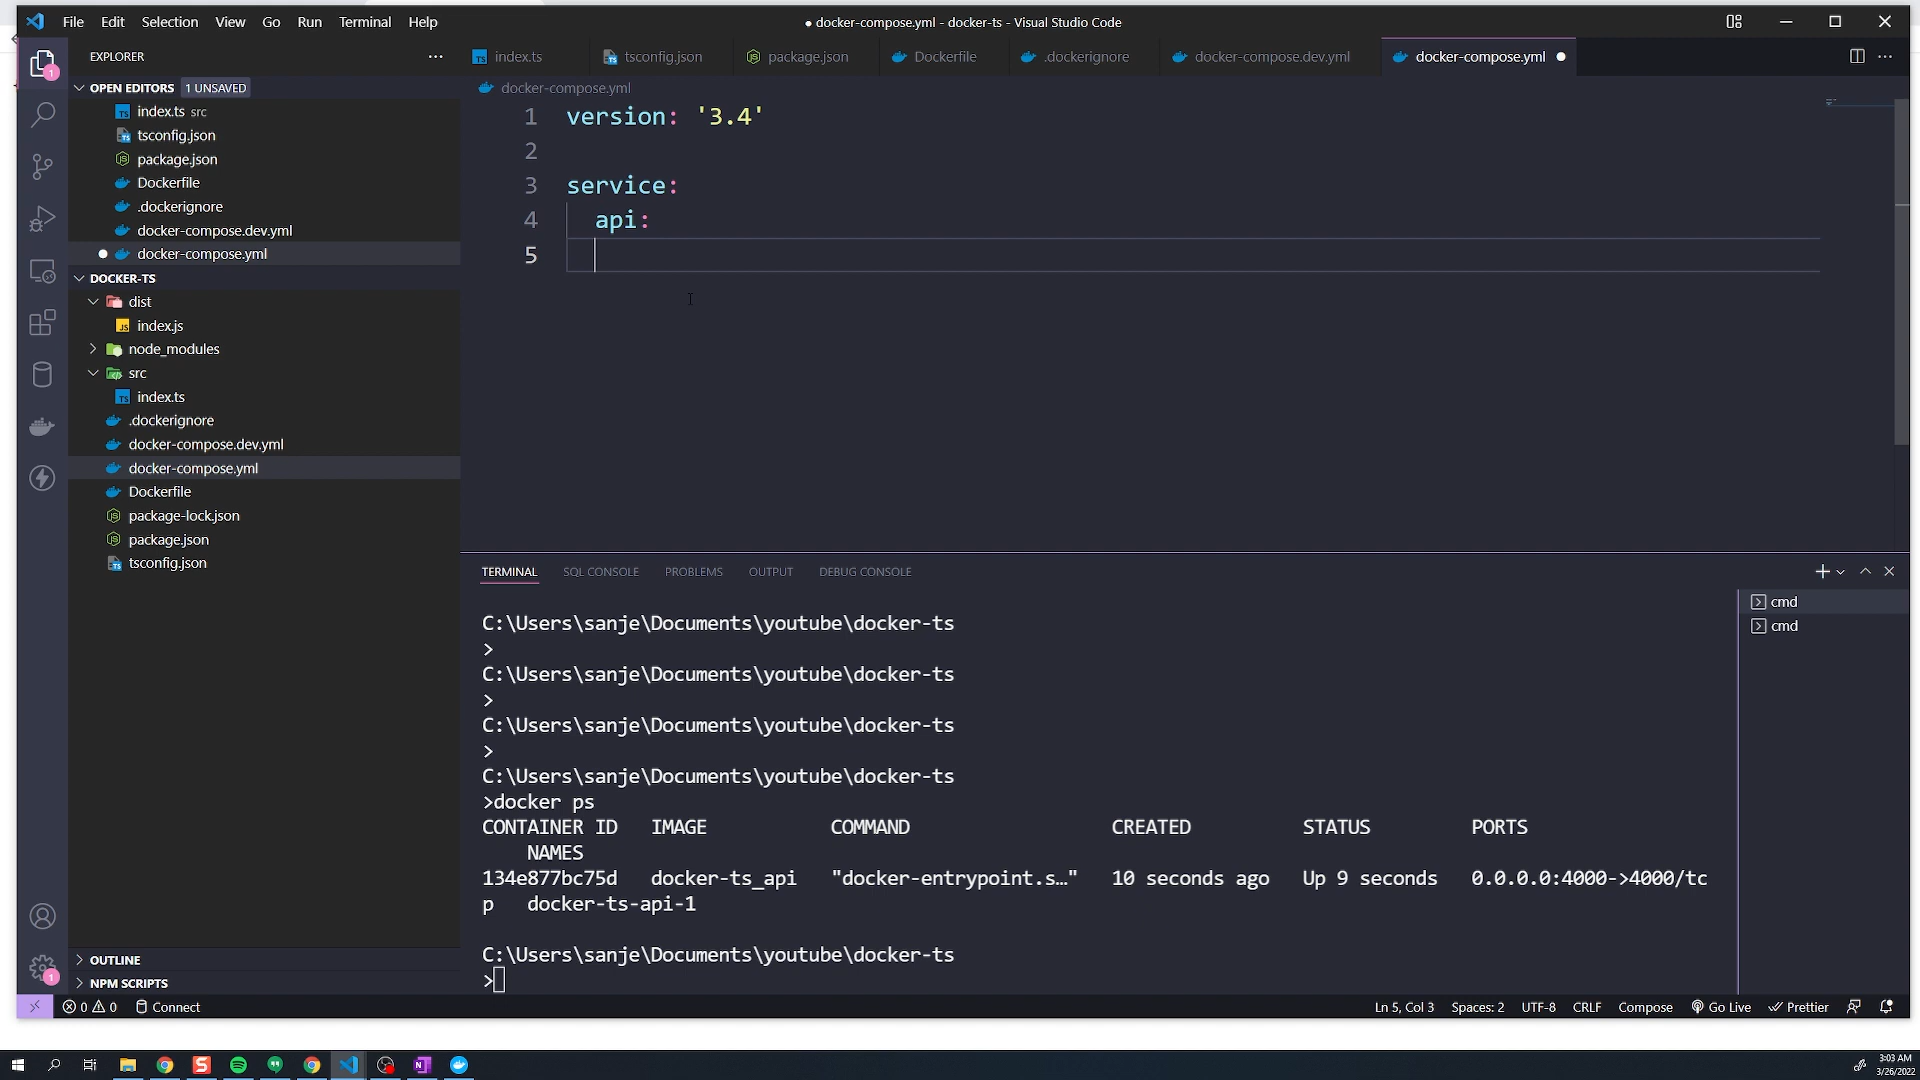 File Edit Selection View Go Run Terminal Help
● docker-compose.yml - docker-ts - Visual Studio Code
EXPLORER
index.ts
tsconfig.json
package.json
Dockerfile
.dockerignore
docker-compose.dev.yml
docker-compose.yml
OPEN EDITORS 1 UNSAVED
index.ts src
tsconfig.json
package.json
Dockerfile
.dockerignore
docker-compose.dev.yml
docker-compose.yml
DOCKER-TS
dist
index.js
node_modules
src
index.ts
.dockerignore
docker-compose.dev.yml
docker-compose.yml
Dockerfile
package-lock.json
package.json
tsconfig.json
OUTLINE
NPM SCRIPTS
docker-compose.yml
1 version: '3.4'
2
3 service:
4 api:
5
TERMINAL SQL CONSOLE PROBLEMS OUTPUT DEBUG CONSOLE
C:\Users\sanje\Documents\youtube\docker-ts
>
C:\Users\sanje\Documents\youtube\docker-ts
>
C:\Users\sanje\Documents\youtube\docker-ts
>
C:\Users\sanje\Documents\youtube\docker-ts
>docker ps
CONTAINER ID IMAGE COMMAND CREATED STATUS PORTS
NAMES
134e877bc75d docker-ts_api "docker-entrypoint.s…" 10 seconds ago Up 9 seconds 0.0.0.0:4000->4000/tc
p docker-ts-api-1
C:\Users\sanje\Documents\youtube\docker-ts
>
cmd
cmd
1
1
0 0 Connect
Ln 5, Col 3 Spaces: 2 UTF-8 CRLF Compose Go Live Prettier
3:03 AM
3/26/2022